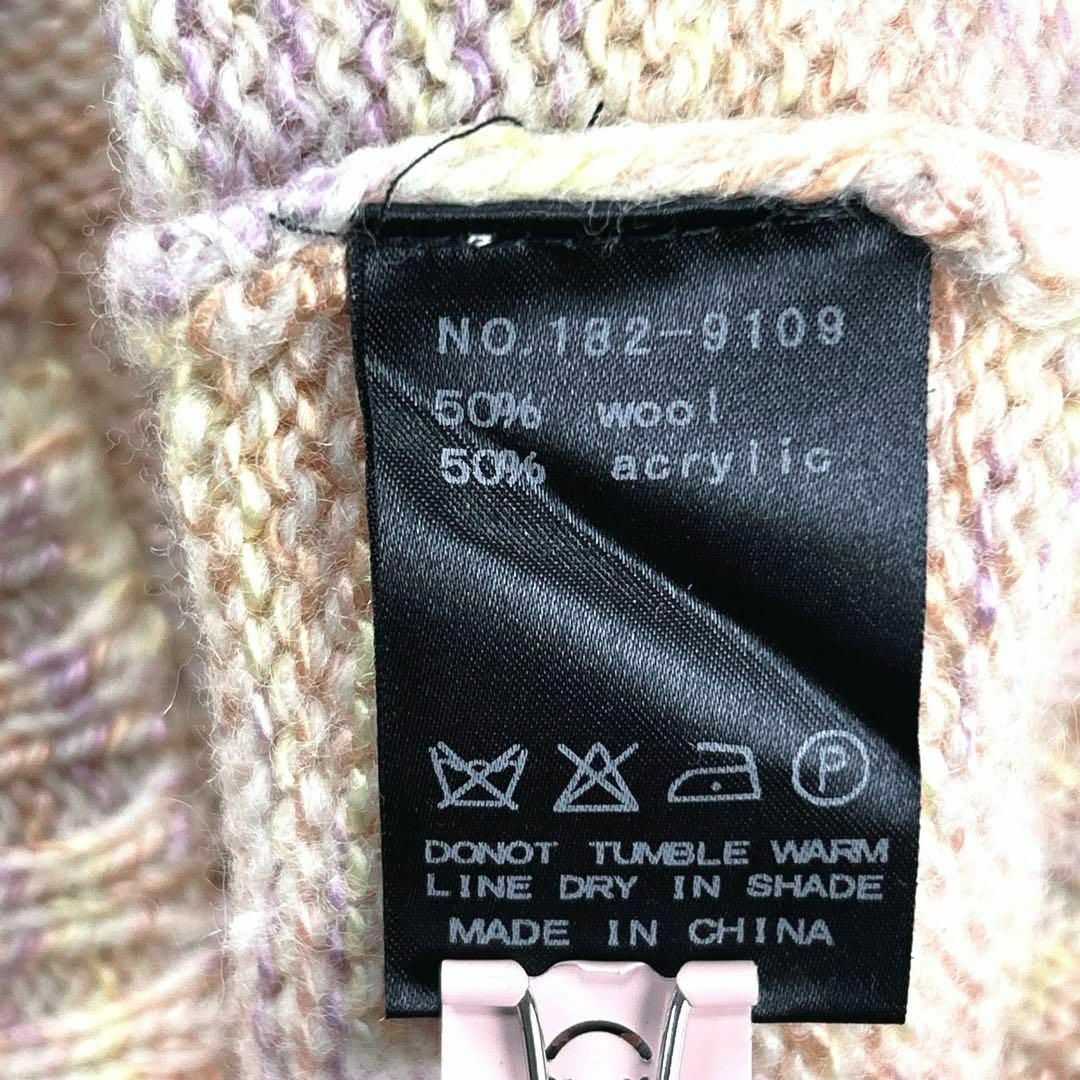 NO.182-9109
50% wool
50% acrylic
P
DONOT TUMBLE WARM
LINE DRY IN SHADE
MADE IN CHINA